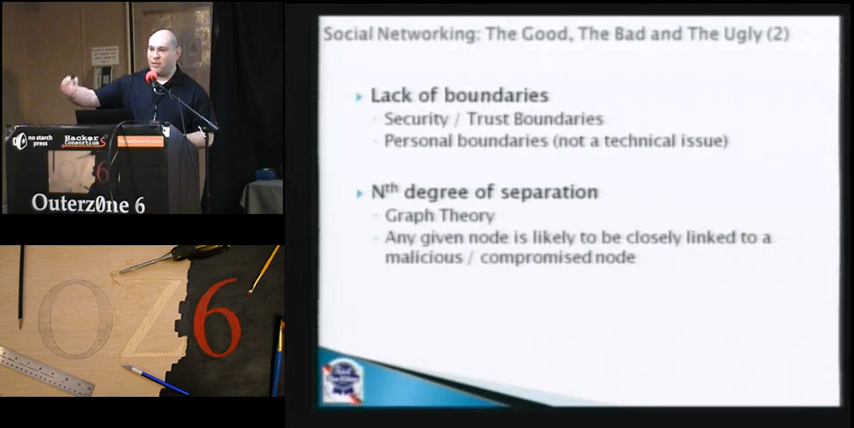 no starch
press
Hacker
Consortium
Outerz0ne 6
OZ6
Social Networking: The Good, The Bad and The Ugly (2)
Lack of boundaries
Security / Trust Boundaries
Personal boundaries (not a technical issue)
Nth degree of separation
Graph Theory
Any given node is likely to be closely linked to a
malicious / compromised node